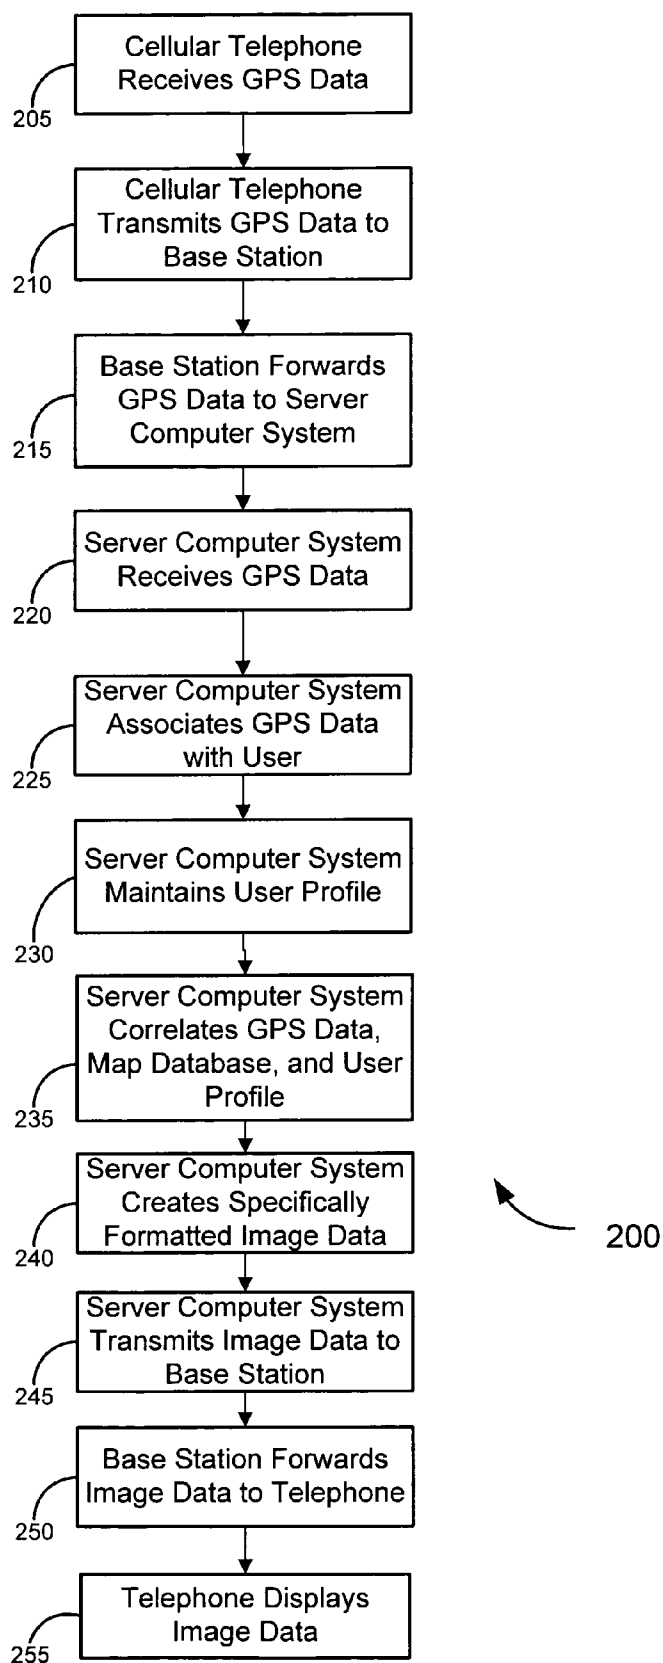 Cellular Telephone
Receives GPS Data
205
Cellular Telephone
Transmits GPS Data to
Base Station
210
Base Station Forwards
GPS Data to Server
Computer System
215
Server Computer System
Receives GPS Data
220
Server Computer System
Associates GPS Data
with User
225
Server Computer System
Maintains User Profile
230
Server Computer System
Correlates GPS Data,
Map Database, and User
Profile
235
Server Computer System
Creates Specifically
Formatted Image Data
240
200
Server Computer System
Transmits Image Data to
Base Station
245
Base Station Forwards
Image Data to Telephone
250
Telephone Displays
Image Data
255